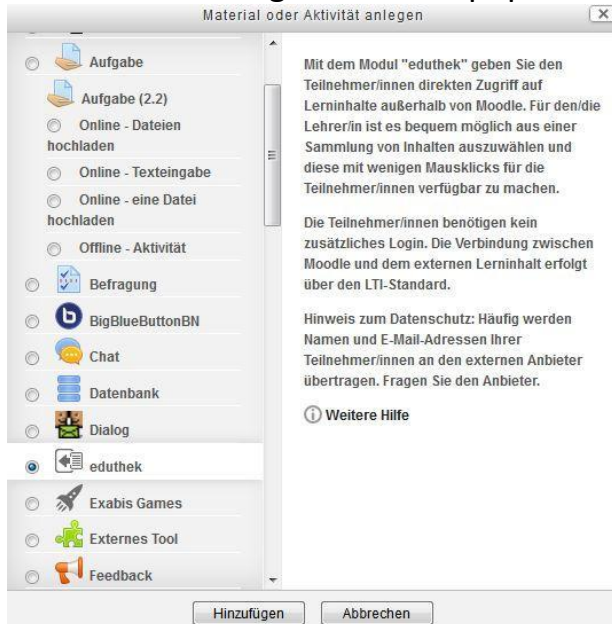 Material oder Aktivität anlegen
Aufgabe
Aufgabe (2.2)
Online - Dateien
hochladen
Online - Texteingabe
Online - eine Datei
hochladen
Offline - Aktivität
Befragung
BigBlueButtonBN
Chat
Datenbank
Dialog
eduthek
Exabis Games
Externes Tool
Feedback
Mit dem Modul "eduthek" geben Sie den
Teilnehmer/innen direkten Zugriff auf
Lerninhalte außerhalb von Moodle. Für den/die
Lehrer/in ist es bequem möglich aus einer
Sammlung von Inhalten auszuwählen und
diese mit wenigen Mausklicks für die
Teilnehmer/innen verfügbar zu machen.
Die Teilnehmer/innen benötigen kein
zusätzliches Login. Die Verbindung zwischen
Moodle und dem externen Lerninhalt erfolgt
über den LTI-Standard.
Hinweis zum Datenschutz: Häufig werden
Namen und E-Mail-Adressen Ihrer
Teilnehmer/innen an den externen Anbieter
übertragen. Fragen Sie den Anbieter.
Weitere Hilfe
Hinzufügen
Abbrechen